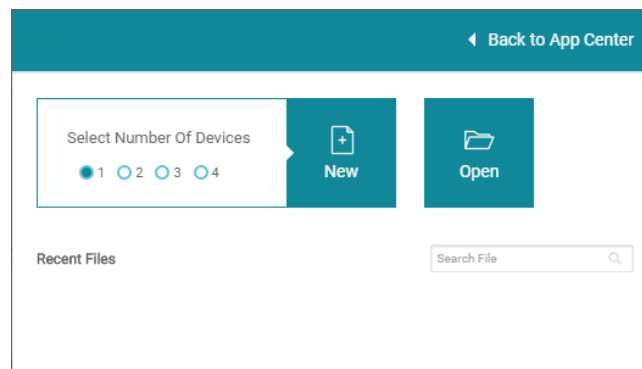 Back to App Center
Select Number Of Devices
1 2 3 4
New
Open
Recent Files
Search File